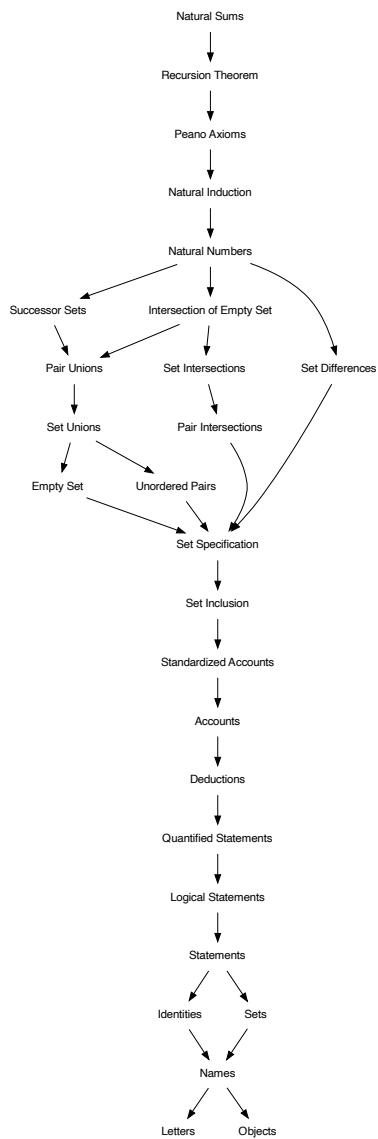 Natural Sums
Recursion Theorem
Peano Axioms
Natural Induction
Natural Numbers
Successor Sets
Intersection of Empty Set
Pair Unions
Set Intersections
Set Differences
Set Unions
Pair Intersections
Empty Set
Unordered Pairs
Set Specification
Set Inclusion
Standardized Accounts
Accounts
Deductions
Quantified Statements
Logical Statements
Statements
Identities
Sets
Names
Letters
Objects